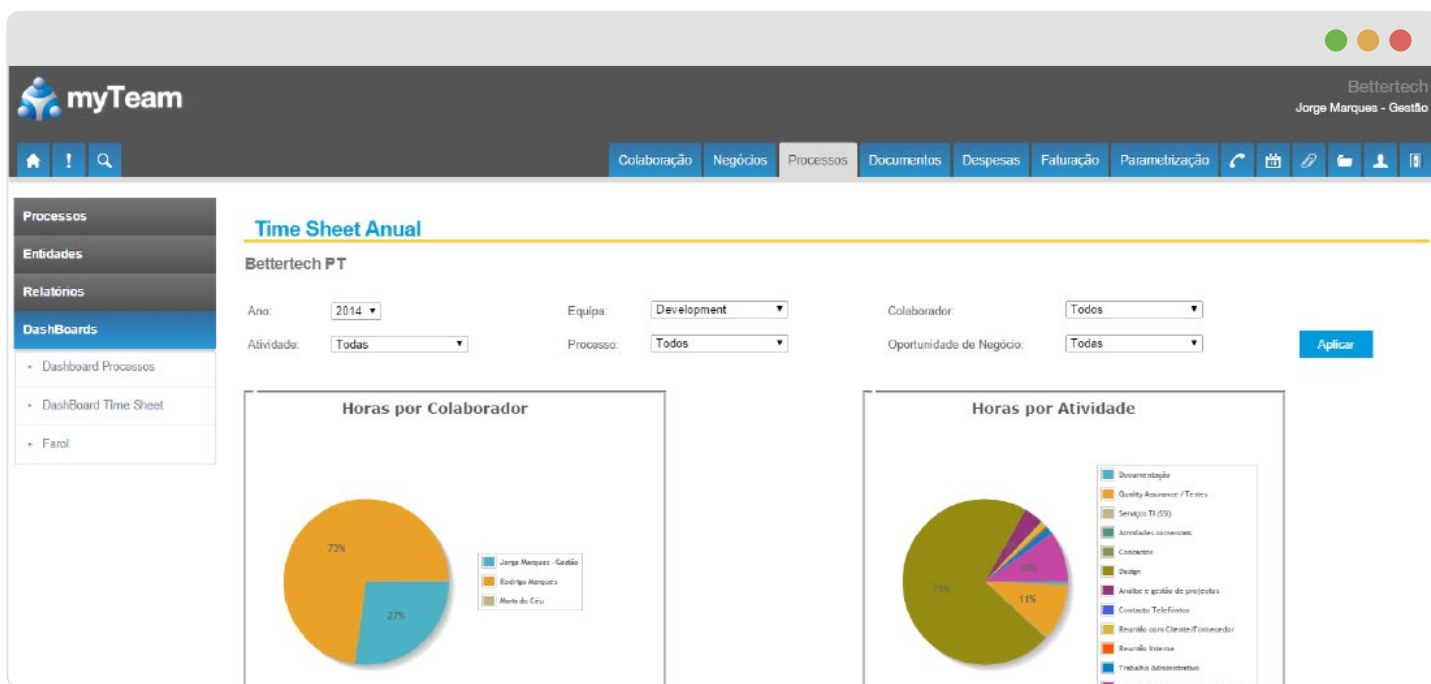 myTeam
Bettertech
Jorge Marques - Gestão
Colaboração Negócios Processos Documentos Despesas Faturação Parametrização
Processos
Entidades
Relatórios
DashBoards
Dashboard Processos
DashBoard Time Sheet
Farol
Time Sheet Anual
Bettertech PT
Ano: 2014 Equipa: Development Colaborador: Todos
Atividade: Todas Processo: Todos Oportunidade de Negócio: Todas Aplicar
Horas por Colaborador
73%
27%
Jorge Marques - Gestão
Rodrigo Marques
Maria do Céu
Horas por Atividade
71%
10%
11%
Documentação
Quality Assurance / Testes
Serviços TI (SSI)
Atividades comerciais
Contactos
Design
Análise e gestão de projectos
Contacto Telefónico
Reunião com Cliente/Fornecedor
Reunião Interna
Trabalho Administrativo